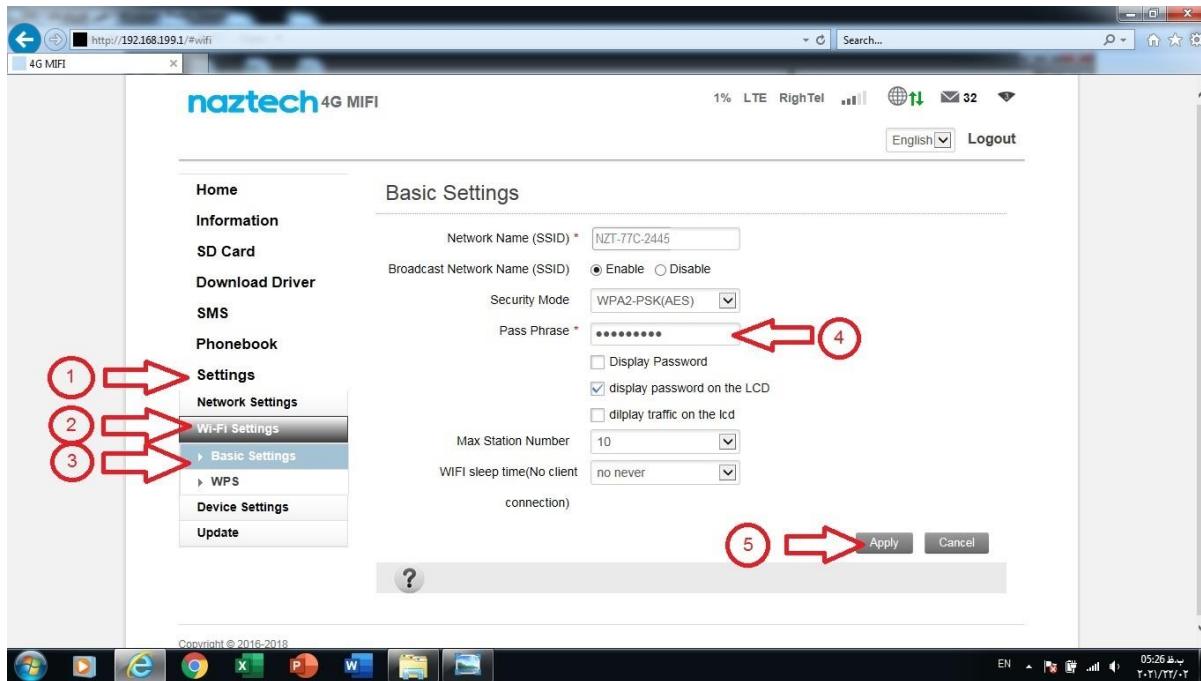 http://192.168.199.1/#wifi
Search...
4G MIFI
naztech 4G MIFI
1% LTE RighTel 32
English Logout
Home
Information
SD Card
Download Driver
SMS
Phonebook
1 Settings
Network Settings
2 Wi-Fi Settings
3 Basic Settings
WPS
Device Settings
Update
Basic Settings
Network Name (SSID) * NZT-77C-2445
Broadcast Network Name (SSID) Enable Disable
Security Mode WPA2-PSK(AES)
Pass Phrase * ●●●●●●●●● 4
Display Password
display password on the LCD
dilplay traffic on the lcd
Max Station Number 10
WIFI sleep time(No client no never
connection)
5 Apply Cancel
?
Copyright © 2016-2018
EN 05:26 ب.ظ